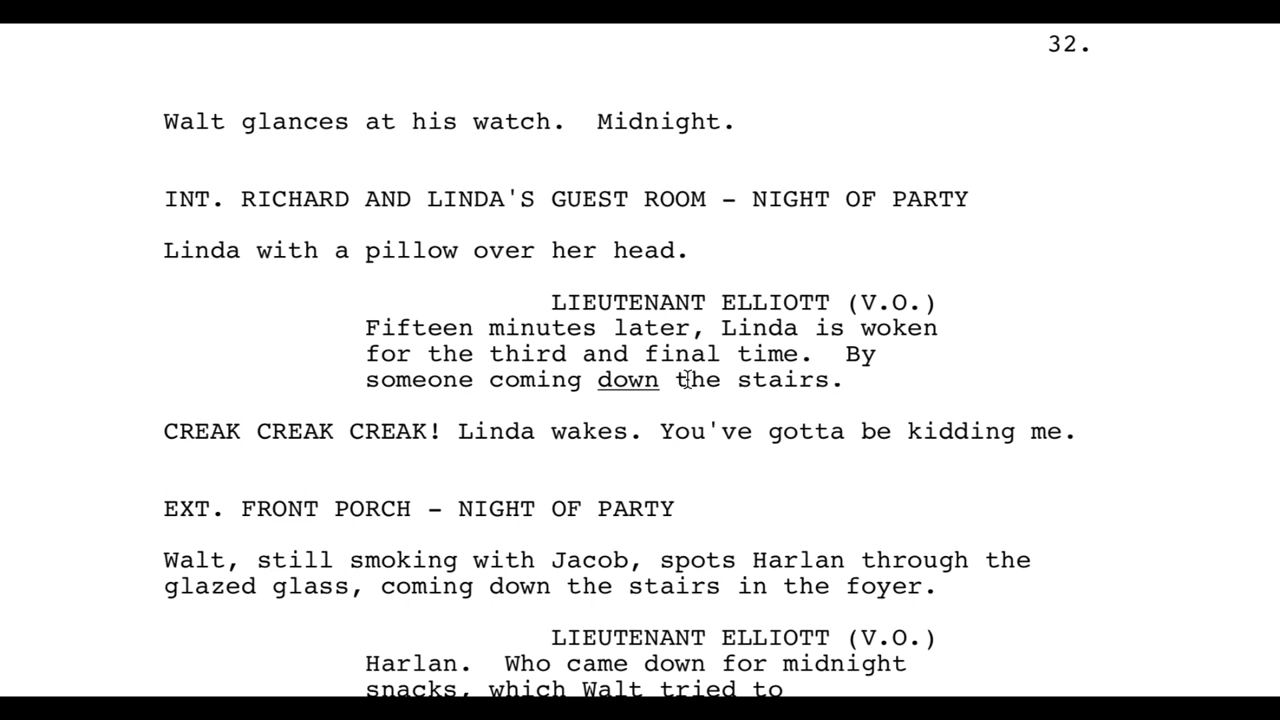 32.
Walt glances at his watch.  Midnight.
INT. RICHARD AND LINDA'S GUEST ROOM - NIGHT OF PARTY
Linda with a pillow over her head.
LIEUTENANT ELLIOTT (V.O.)
Fifteen minutes later, Linda is woken
for the third and final time.  By
someone coming down the stairs.
CREAK CREAK CREAK! Linda wakes. You've gotta be kidding me.
EXT. FRONT PORCH - NIGHT OF PARTY
Walt, still smoking with Jacob, spots Harlan through the
glazed glass, coming down the stairs in the foyer.
LIEUTENANT ELLIOTT (V.O.)
Harlan.  Who came down for midnight
snacks, which Walt tried to